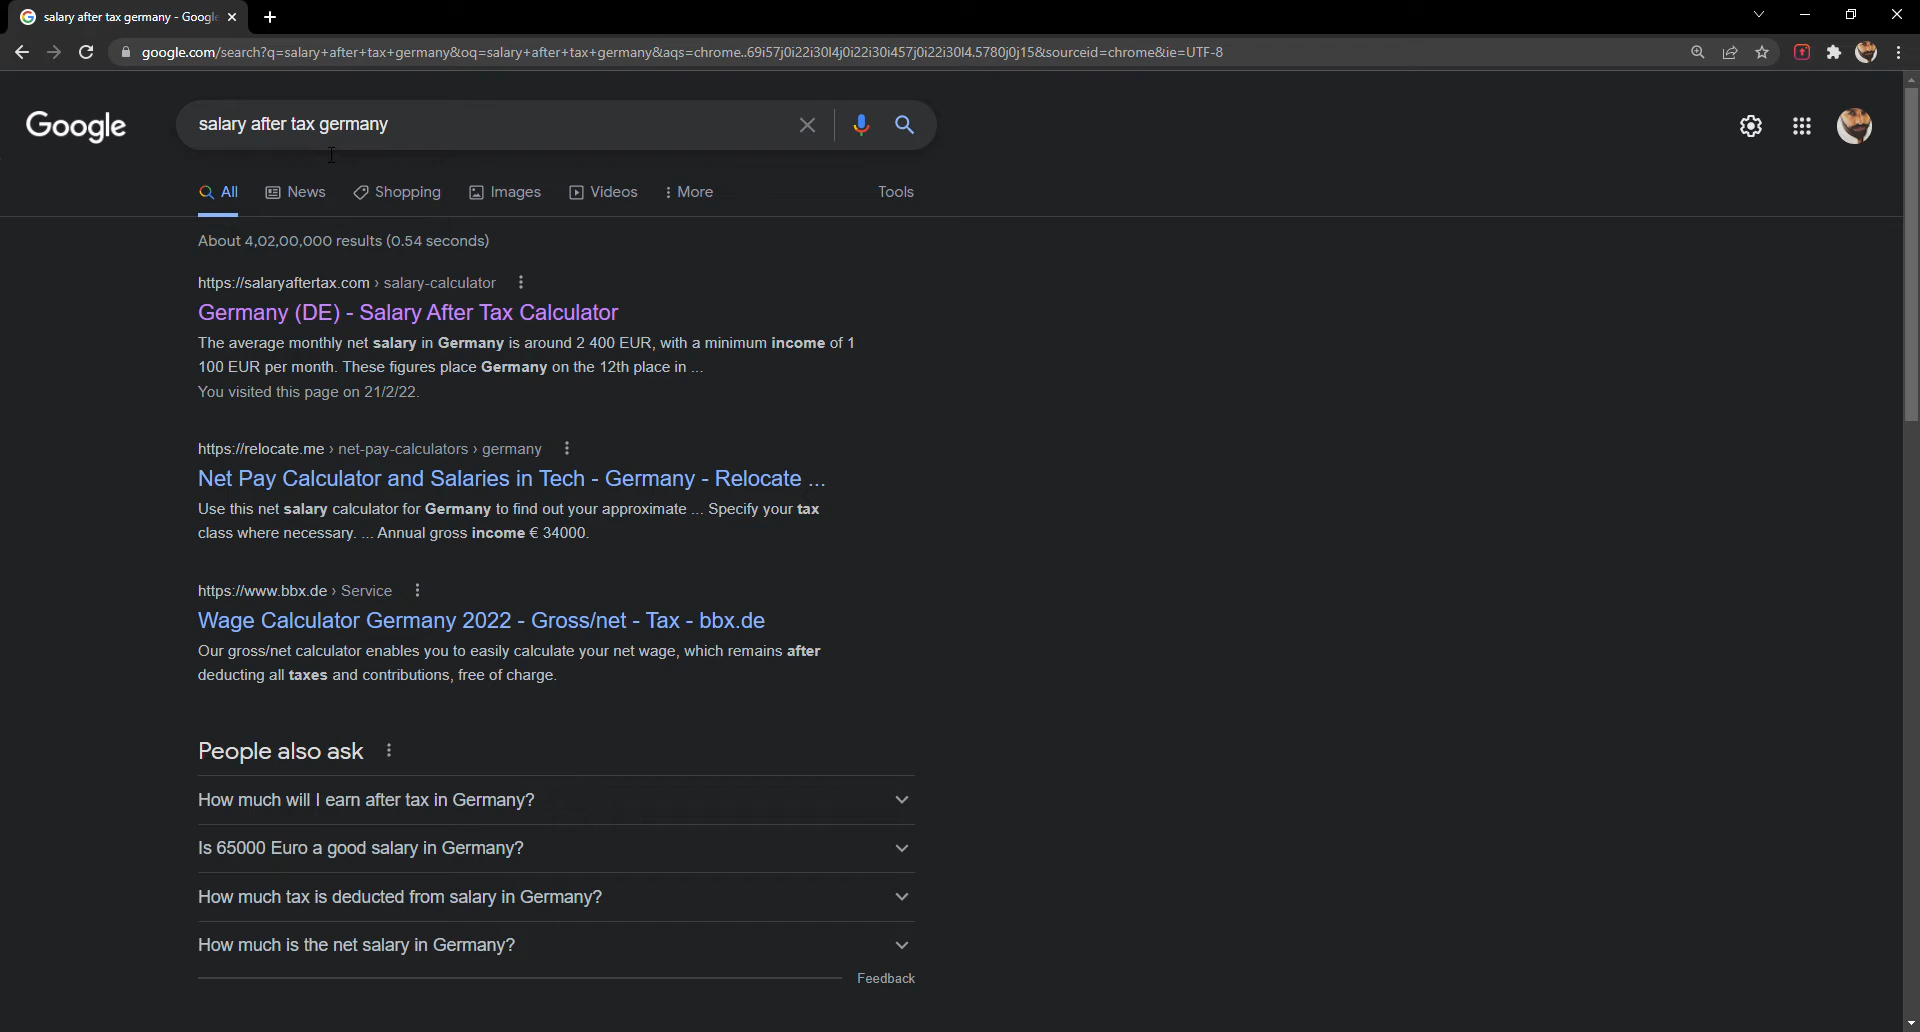 salary after tax germany - Googl
google.com/search?q=salary+after+tax+germany&oq=salary+after+tax+germany&aqs=chrome..69i57j0i22i30l4j0i22i30i457j0i22i30l4.5780j0j15&sourceid=chrome&ie=UTF-8
Google
salary after tax germany
All News Shopping Images Videos More Tools
About 4,02,00,000 results (0.54 seconds)
https://salaryaftertax.com › salary-calculator
Germany (DE) - Salary After Tax Calculator
The average monthly net salary in Germany is around 2 400 EUR, with a minimum income of 1
100 EUR per month. These figures place Germany on the 12th place in ...
You visited this page on 21/2/22.
https://relocate.me › net-pay-calculators › germany
Net Pay Calculator and Salaries in Tech - Germany - Relocate ...
Use this net salary calculator for Germany to find out your approximate ... Specify your tax
class where necessary. ... Annual gross income € 34000.
https://www.bbx.de › Service
Wage Calculator Germany 2022 - Gross/net - Tax - bbx.de
Our gross/net calculator enables you to easily calculate your net wage, which remains after
deducting all taxes and contributions, free of charge.
People also ask
How much will I earn after tax in Germany?
Is 65000 Euro a good salary in Germany?
How much tax is deducted from salary in Germany?
How much is the net salary in Germany?
Feedback